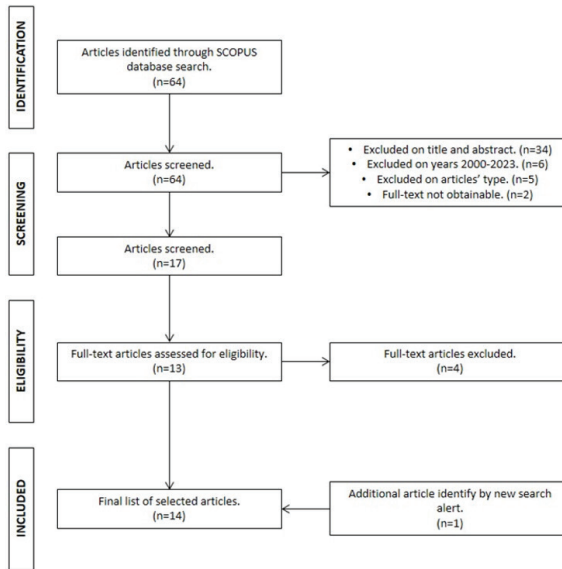 IDENTIFICATION
Articles identified through SCOPUS
database search.
(n=64)
SCREENING
Articles screened.
(n=64)
• Excluded on title and abstract. (n=34)
• Excluded on years 2000-2023. (n=6)
• Excluded on articles' type. (n=5)
• Full-text not obtainable. (n=2)
Articles screened.
(n=17)
ELIGIBILITY
Full-text articles assessed for eligibility.
(n=13)
Full-text articles excluded.
(n=4)
INCLUDED
Final list of selected articles.
(n=14)
Additional article identify by new search
alert.
(n=1)